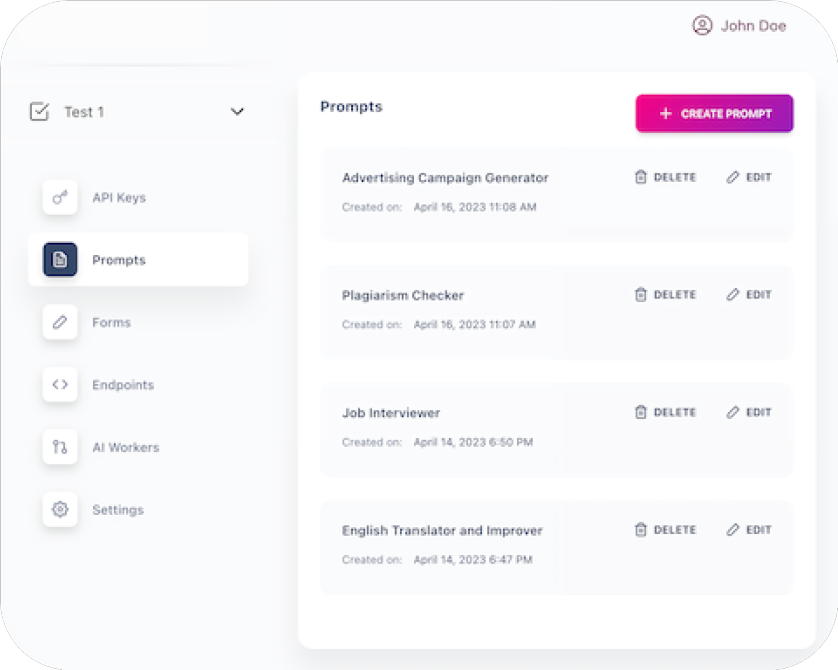 John Doe
Test 1
API Keys
Prompts
Forms
Endpoints
AI Workers
Settings
Prompts
+ CREATE PROMPT
Advertising Campaign Generator
DELETE EDIT
Created on: April 16, 2023 11:08 AM
Plagiarism Checker
DELETE EDIT
Created on: April 16, 2023 11:07 AM
Job Interviewer
DELETE EDIT
Created on: April 14, 2023 6:50 PM
English Translator and Improver
DELETE EDIT
Created on: April 14, 2023 6:47 PM